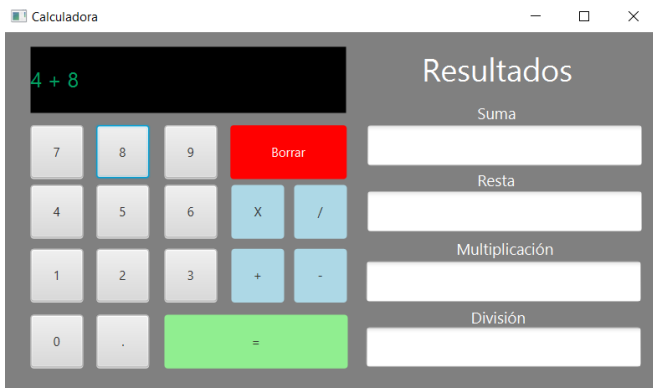 Calculadora
4 + 8
7 8 9 Borrar
4 5 6 X /
1 2 3 + -
0 . =
Resultados
Suma
Resta
Multiplicación
División